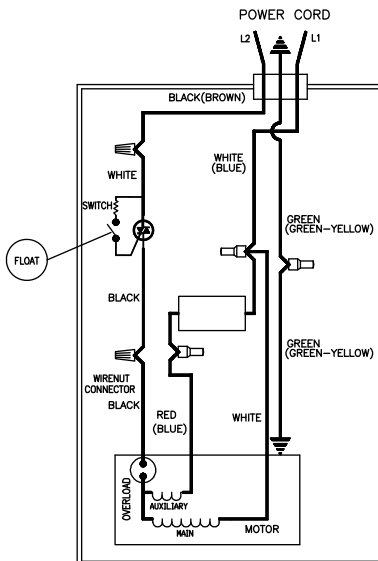 POWER CORD
L2
L1
BLACK(BROWN)
WHITE
(BLUE)
WHITE
SWITCH
GREEN
(GREEN-YELLOW)
FLOAT
BLACK
GREEN
(GREEN-YELLOW)
WIRENUT
CONNECTOR
BLACK
RED
(BLUE)
WHITE
OVERLOAD
AUXILIARY
MAIN
MOTOR